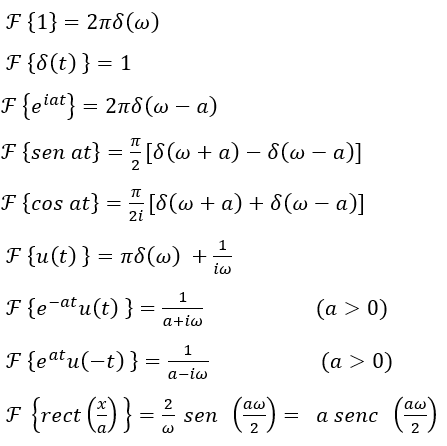 ℱ {1} = 2πδ(ω)
ℱ {δ(t) } = 1
ℱ {e^{iat}} = 2πδ(ω − a)
ℱ {sen at} = π/2 [δ(ω + a) − δ(ω − a)]
ℱ {cos at} = π/2i [δ(ω + a) + δ(ω − a)]
ℱ {u(t) } = πδ(ω) + 1/iω
ℱ {e^{−at}u(t) } = 1/(a+iω) (a > 0)
ℱ {e^{at}u(−t) } = 1/(a−iω) (a > 0)
ℱ {rect (x/a)} = 2/ω sen (aω/2) = a senc (aω/2)